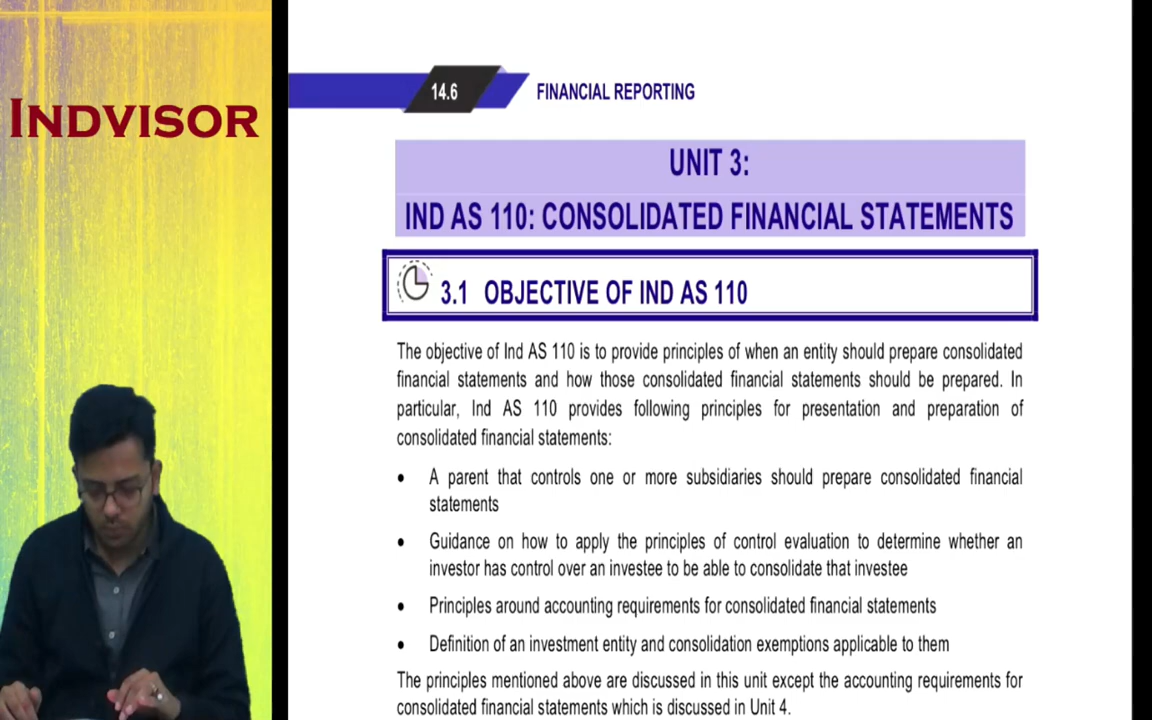 INDVISOR
14.6 FINANCIAL REPORTING
UNIT 3:
IND AS 110: CONSOLIDATED FINANCIAL STATEMENTS
3.1 OBJECTIVE OF IND AS 110
The objective of Ind AS 110 is to provide principles of when an entity should prepare consolidated
financial statements and how those consolidated financial statements should be prepared. In
particular, Ind AS 110 provides following principles for presentation and preparation of
consolidated financial statements:
• A parent that controls one or more subsidiaries should prepare consolidated financial
statements
• Guidance on how to apply the principles of control evaluation to determine whether an
investor has control over an investee to be able to consolidate that investee
• Principles around accounting requirements for consolidated financial statements
• Definition of an investment entity and consolidation exemptions applicable to them
The principles mentioned above are discussed in this unit except the accounting requirements for
consolidated financial statements which is discussed in Unit 4.